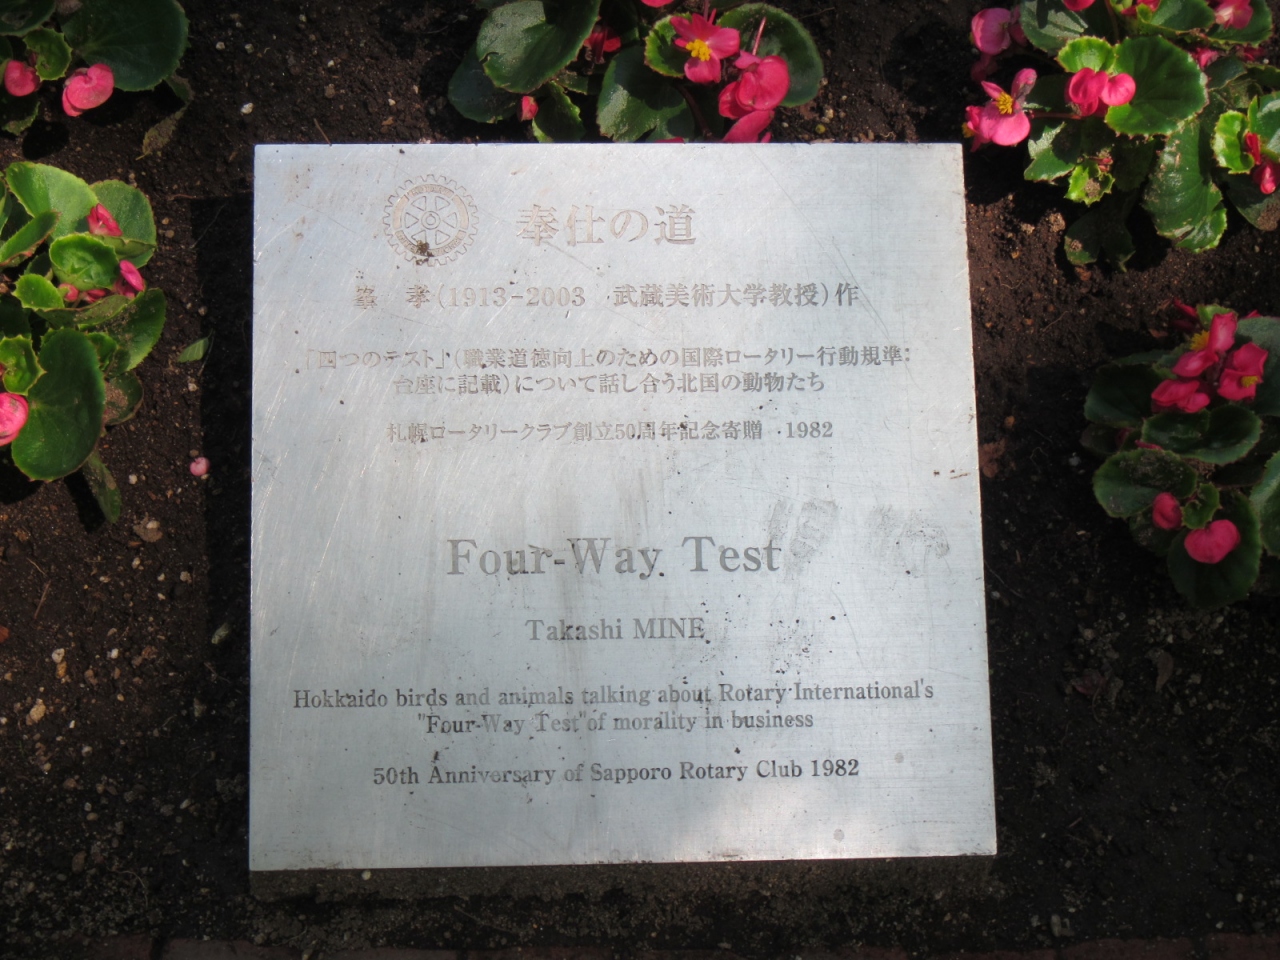 奉仕の道
峯 孝(1913-2003 武蔵美術大学教授)作
「四つのテスト」(職業道徳向上のための国際ロータリー行動規準:
台座に記載)について話し合う北国の動物たち
札幌ロータリークラブ創立50周年記念寄贈 1982
Four-Way Test
Takashi MINE
Hokkaido birds and animals talking about Rotary International's
"Four-Way Test"of morality in business
50th Anniversary of Sapporo Rotary Club 1982